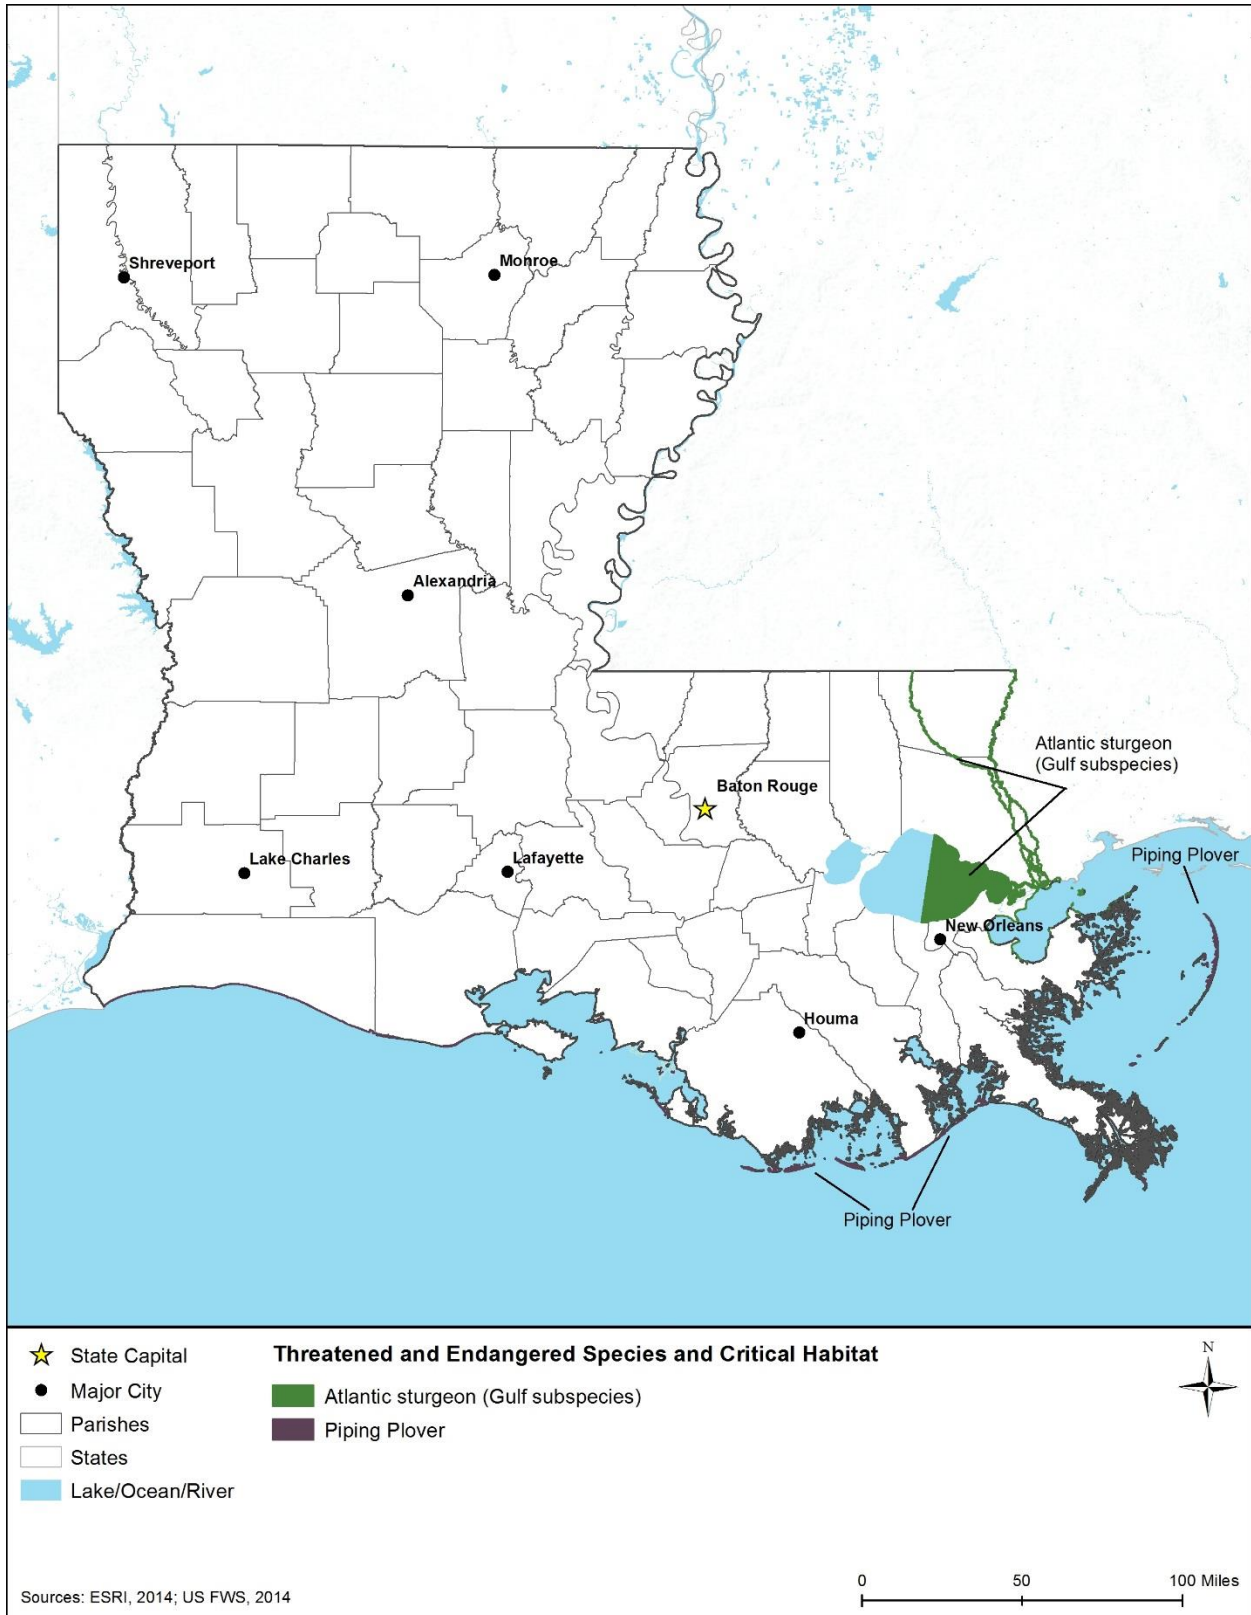 Shreveport
Monroe
Alexandria
Atlantic sturgeon
(Gulf subspecies)
Baton Rouge
Piping Plover
Lake Charles
Lafayette
New Orleans
Houma
Piping Plover
State Capital
Major City
Parishes
States
Lake/Ocean/River
Threatened and Endangered Species and Critical Habitat
Atlantic sturgeon (Gulf subspecies)
Piping Plover
N
Sources: ESRI, 2014; US FWS, 2014
0 50 100 Miles